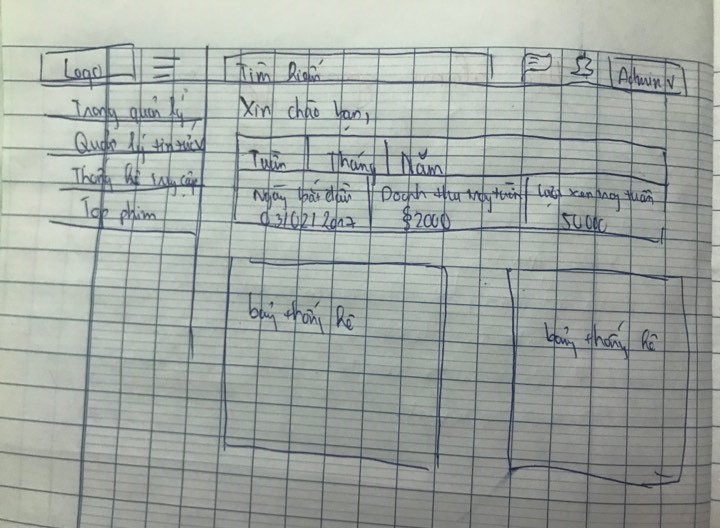 Logo
Tìm kiếm
Admin v
Trang quản lý
Quản lý tin tức
Thống kê truy cập
Top phim
Xin chào bạn,
Tuần Tháng Năm
Ngày bắt đầu Doanh thu trong tuần lượt xem trong tuần
03/02/2017 $2000 50000
bảng thống kê
bảng thống kê